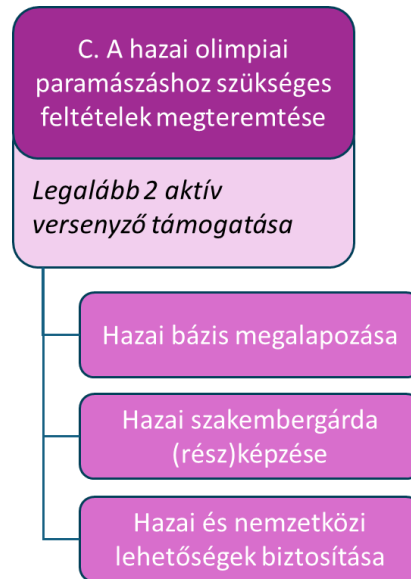 C. A hazai olimpiai
paramászáshoz szükséges
feltételek megteremtése
Legalább 2 aktív
versenyző támogatása
Hazai bázis megalapozása
Hazai szakembergárda
(rész)képzése
Hazai és nemzetközi
lehetőségek biztosítása